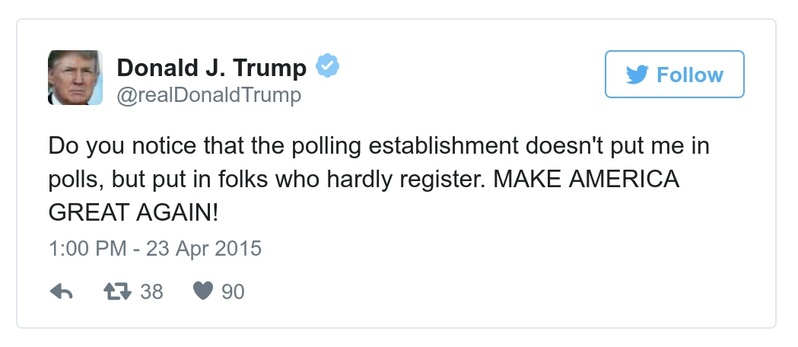 Donald J. Trump
@realDonaldTrump
Follow
Do you notice that the polling establishment doesn't put me in
polls, but put in folks who hardly register. MAKE AMERICA
GREAT AGAIN!
1:00 PM - 23 Apr 2015
38 90